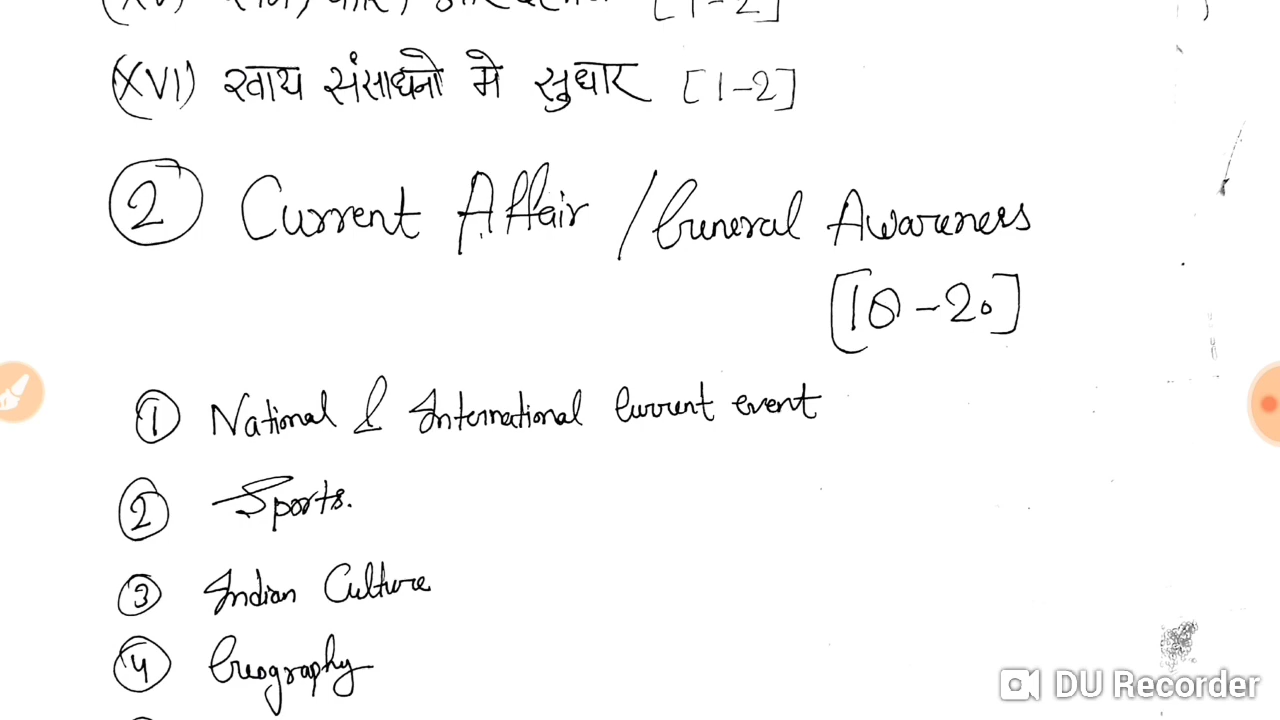 (XVI) खाद्य संसाधनो मे सुधार [1-2]
2 Current Affair / General Awareness
[18-20]
1 National & International Current event
2 Sports.
3 Indian Culture
4 Geography
DU Recorder